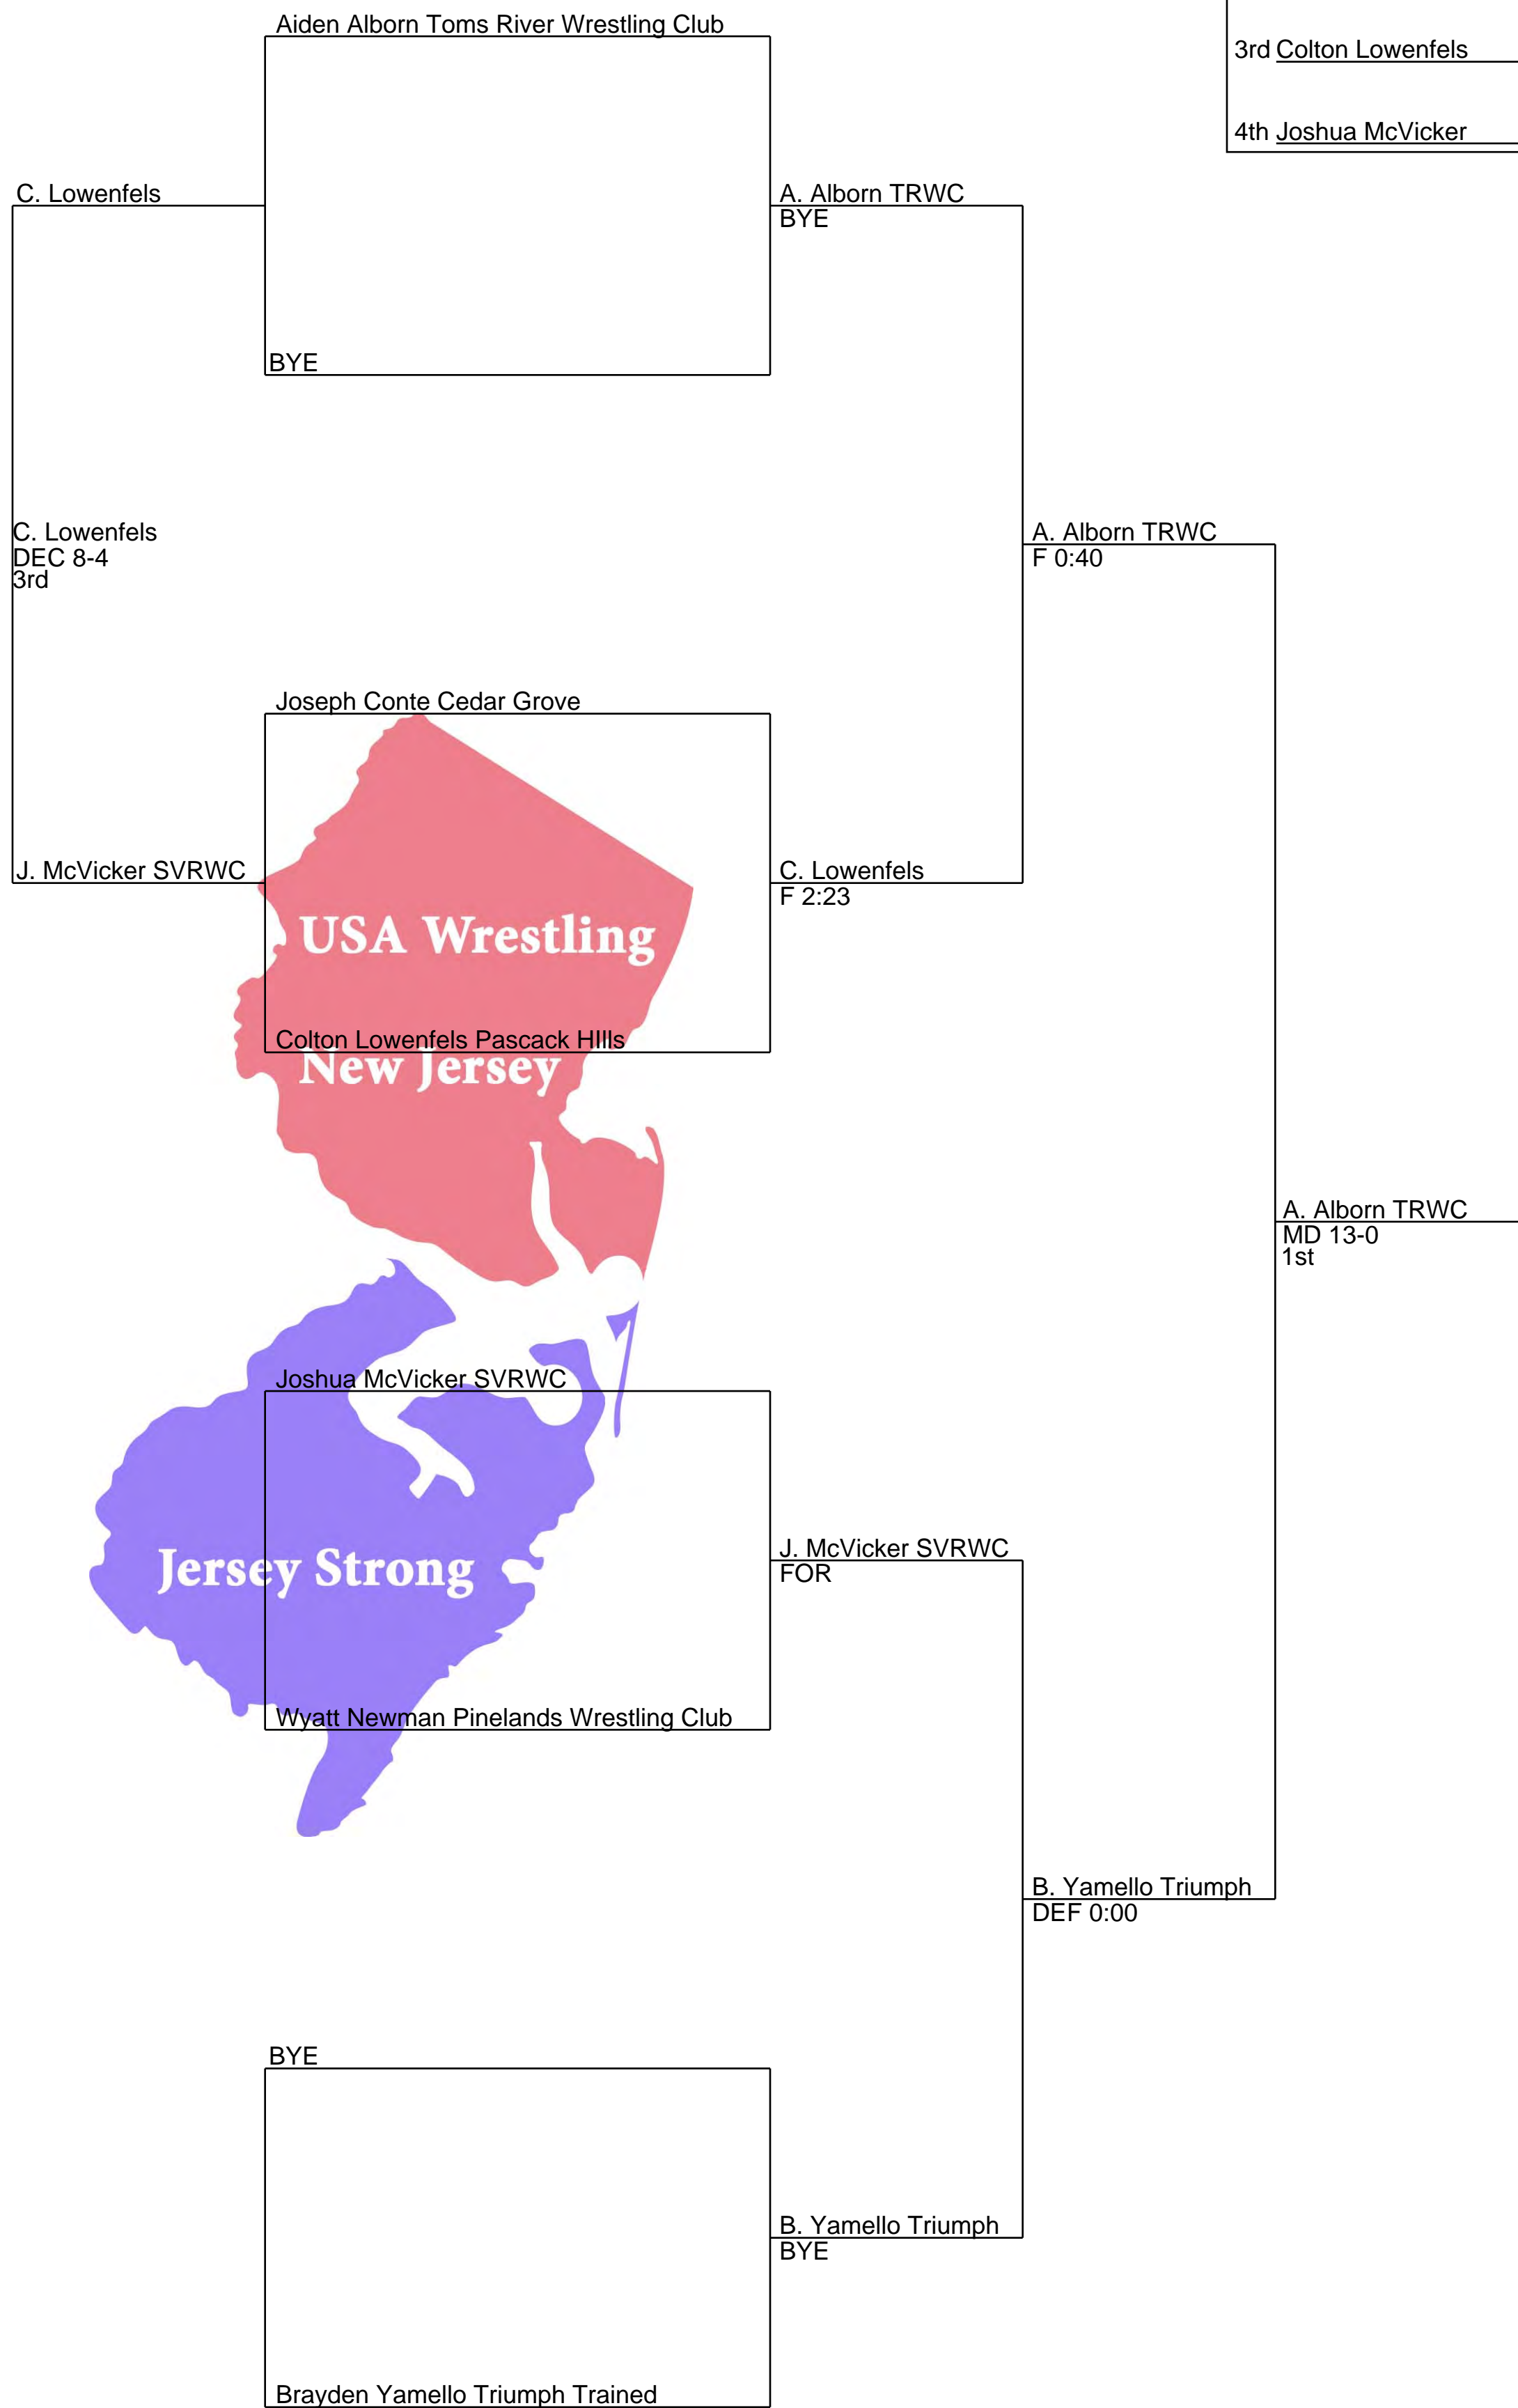 Aiden Alborn Toms River Wrestling Club
3rd Colton Lowenfels
4th Joshua McVicker
C. Lowenfels
A. Alborn TRWC
BYE
BYE
C. Lowenfels
DEC 8-4
3rd
A. Alborn TRWC
F 0:40
Joseph Conte Cedar Grove
J. McVicker SVRWC
C. Lowenfels
F 2:23
USA Wrestling
Colton Lowenfels Pascack HIlls
New Jersey
A. Alborn TRWC
MD 13-0
1st
Joshua McVicker SVRWC
J. McVicker SVRWC
FOR
Jersey Strong
Wyatt Newman Pinelands Wrestling Club
B. Yamello Triumph
DEF 0:00
BYE
B. Yamello Triumph
BYE
Brayden Yamello Triumph Trained